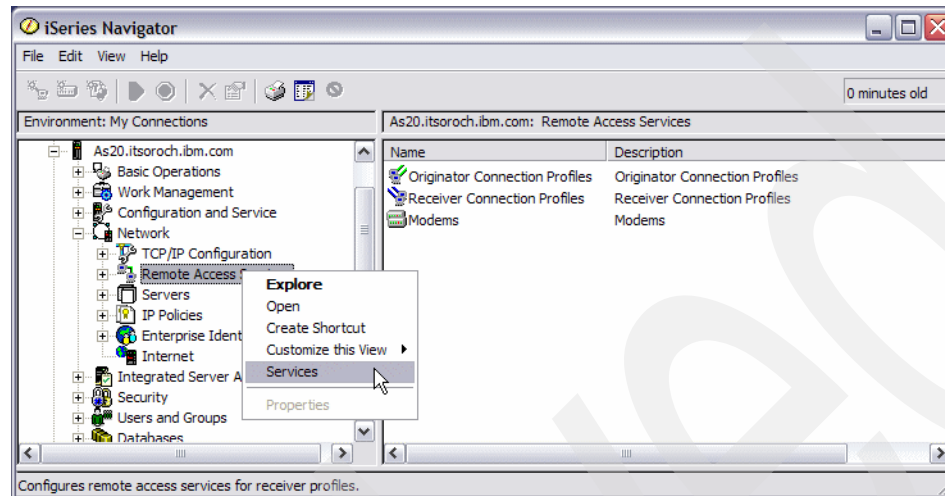 iSeries Navigator
File Edit View Help
0 minutes old
Environment: My Connections
As20.itsoroch.ibm.com: Remote Access Services
As20.itsoroch.ibm.com
Basic Operations
Work Management
Configuration and Service
Network
TCP/IP Configuration
Remote Access
Servers
IP Policies
Enterprise Ident
Internet
Integrated Server A
Security
Users and Groups
Databases
Explore
Open
Create Shortcut
Customize this View
Services
Properties
Name Description
Originator Connection Profiles Originator Connection Profiles
Receiver Connection Profiles Receiver Connection Profiles
Modems Modems
Configures remote access services for receiver profiles.